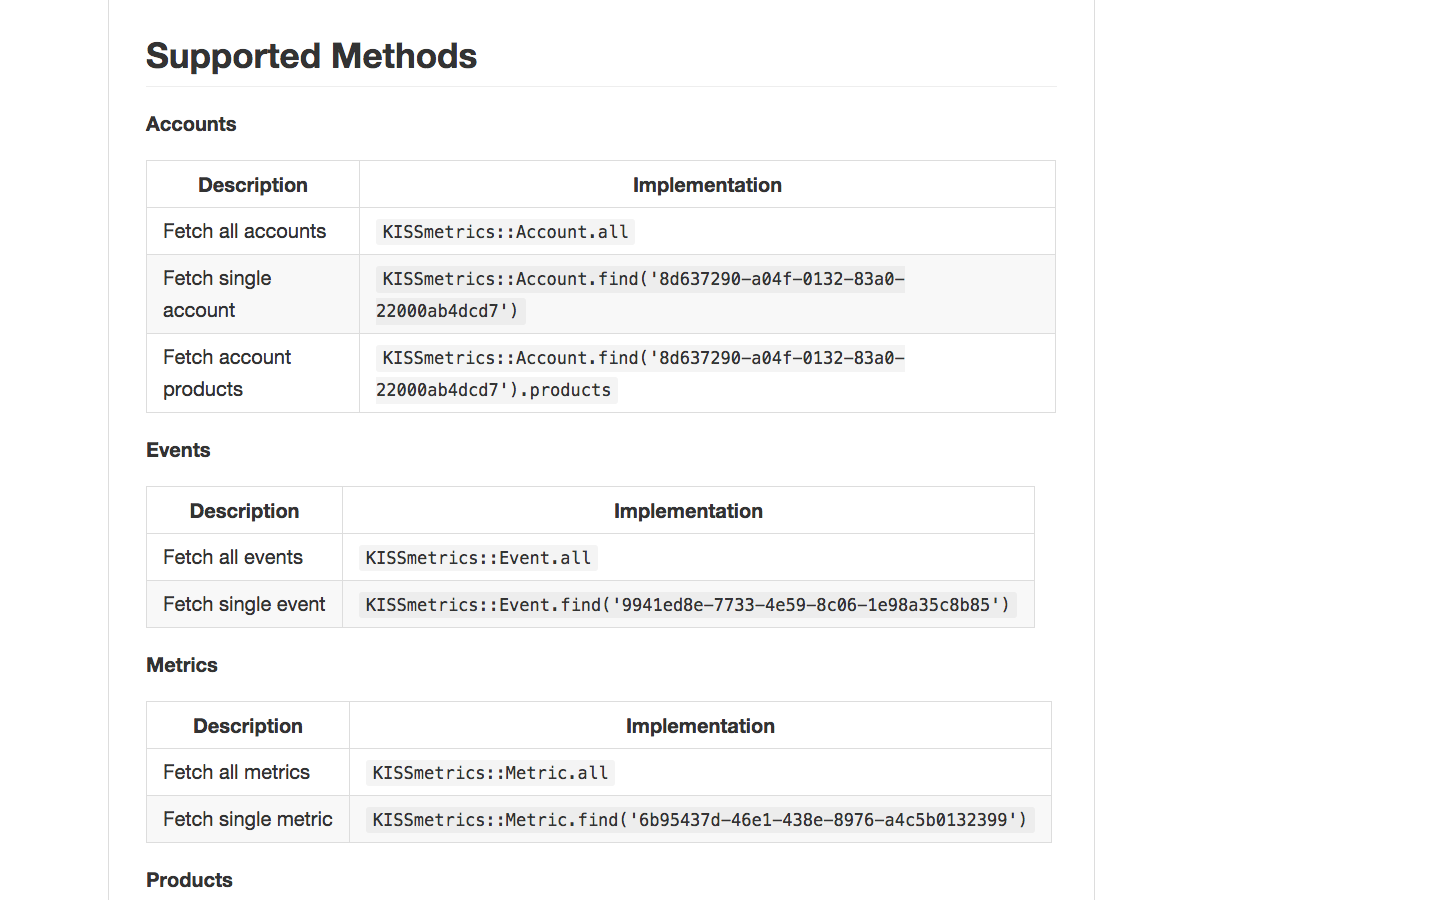 Supported Methods
Accounts
Description Implementation
Fetch all accounts KISSmetrics::Account.all
Fetch single KISSmetrics::Account.find('8d637290-a04f-0132-83a0-
account 22000ab4dcd7')
Fetch account KISSmetrics::Account.find('8d637290-a04f-0132-83a0-
products 22000ab4dcd7').products
Events
Description Implementation
Fetch all events KISSmetrics::Event.all
Fetch single event KISSmetrics::Event.find('9941ed8e-7733-4e59-8c06-1e98a35c8b85')
Metrics
Description Implementation
Fetch all metrics KISSmetrics::Metric.all
Fetch single metric KISSmetrics::Metric.find('6b95437d-46e1-438e-8976-a4c5b0132399')
Products